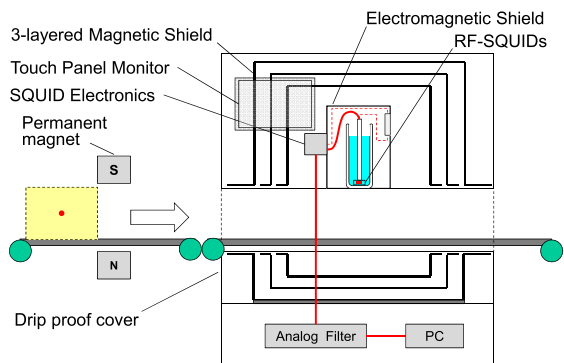 Electromagnetic Shield
3-layered Magnetic Shield
RF-SQUIDs
Touch Panel Monitor
SQUID Electronics
Permanent
magnet
S
N
Drip proof cover
Analog Filter
PC